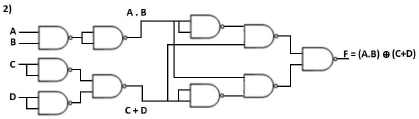 2)
A . B
A
B
F = (A.B) ⊕ (C+D)
C
D
C + D